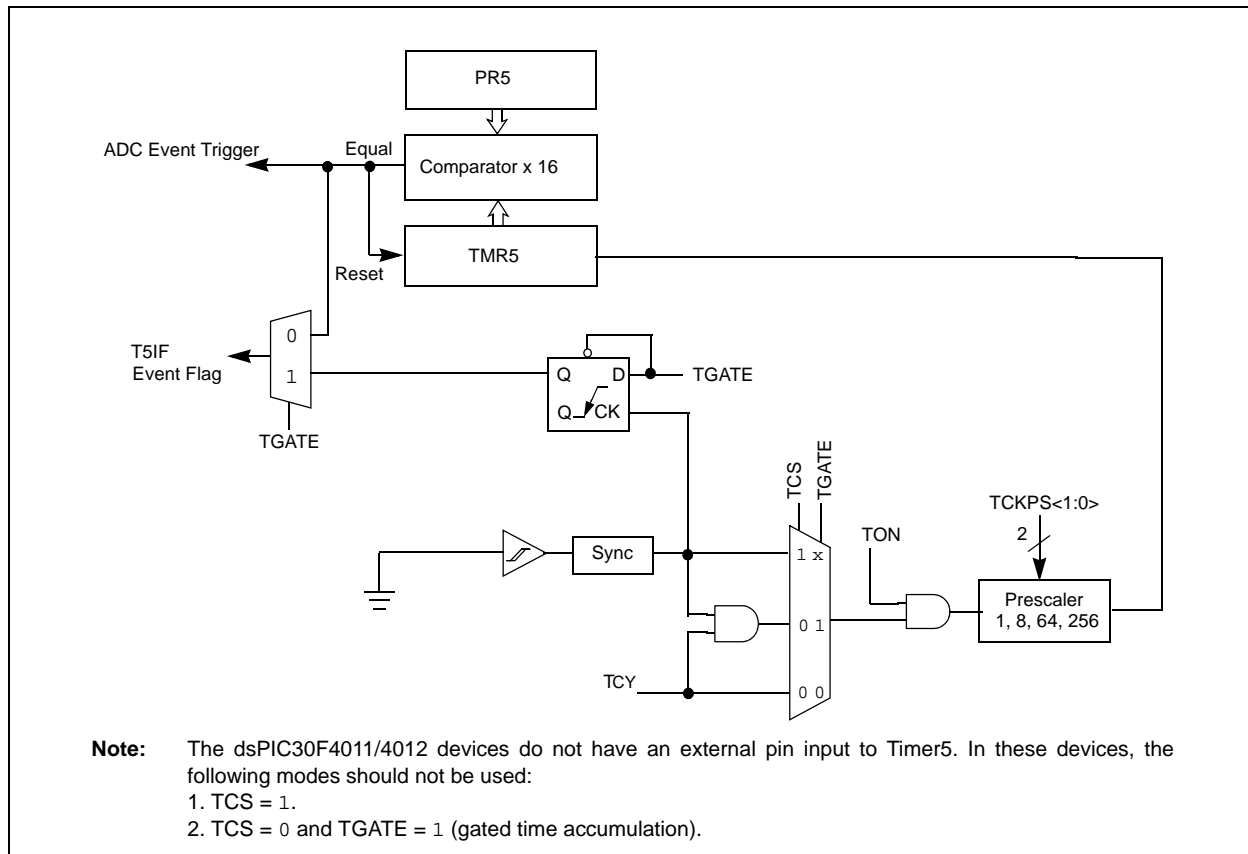 PR5
ADC Event Trigger
Equal
Comparator x 16
TMR5
Reset
0
1
T5IF
Event Flag
TGATE
Q
D
Q
CK
TGATE
TCS
TGATE
TCKPS<1:0>
2
TON
Sync
1 x
Prescaler
1, 8, 64, 256
0 1
TCY
0 0
Note: The dsPIC30F4011/4012 devices do not have an external pin input to Timer5. In these devices, the
following modes should not be used:
1. TCS = 1.
2. TCS = 0 and TGATE = 1 (gated time accumulation).